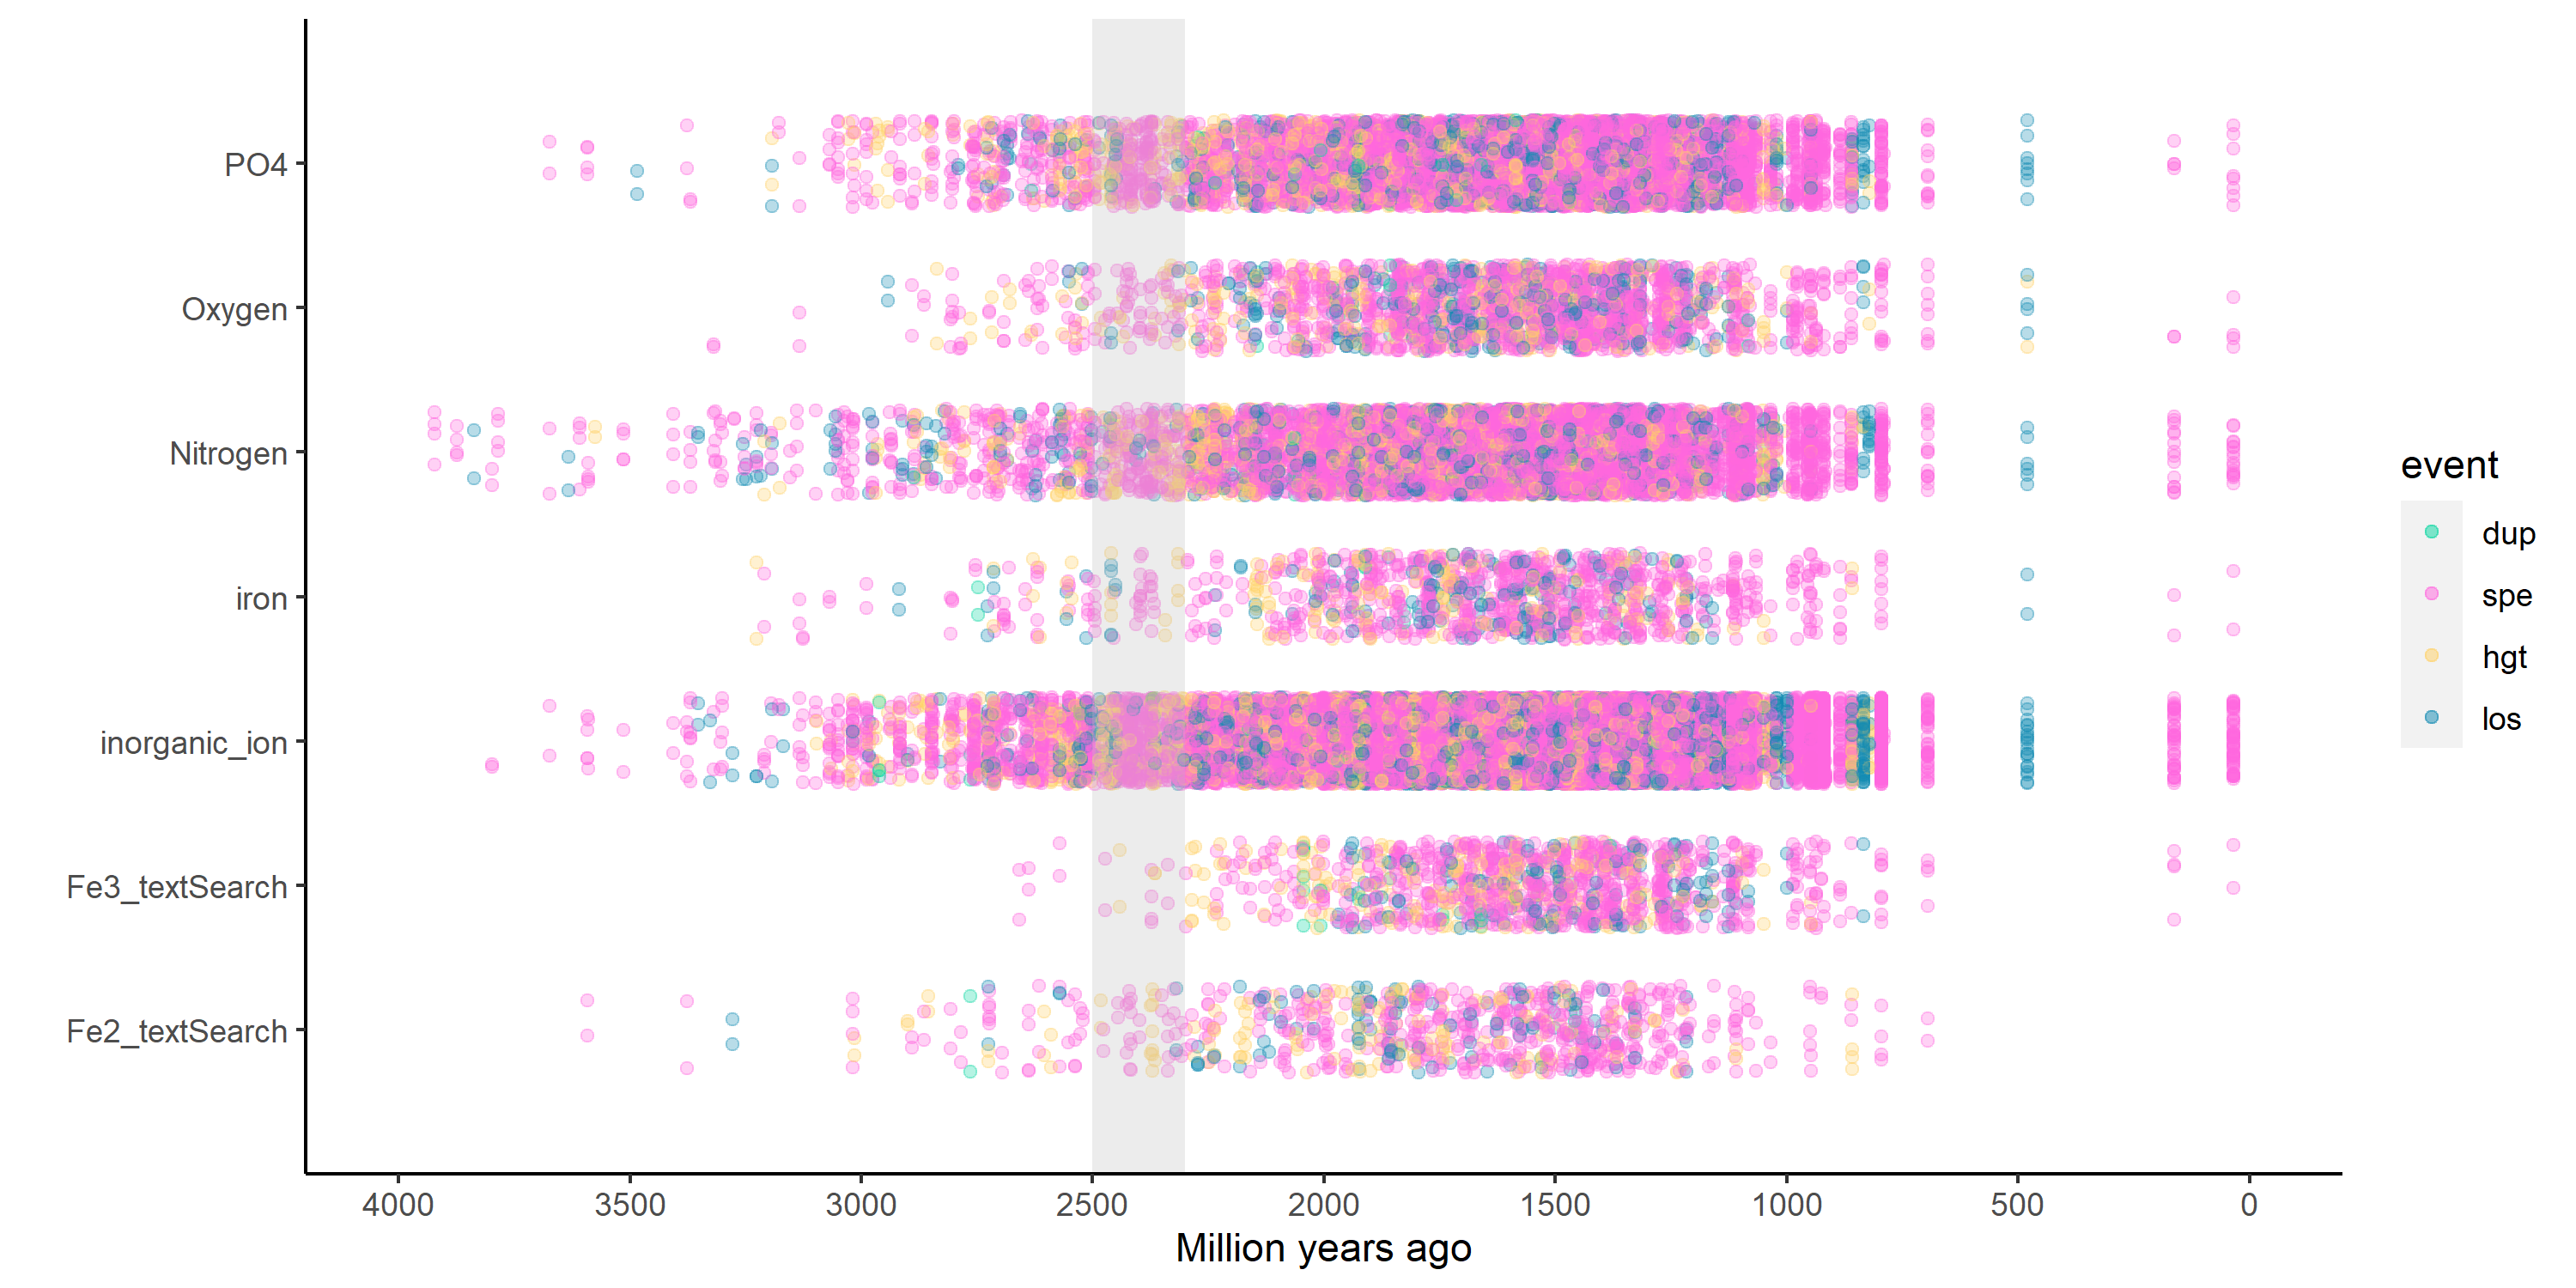 PO4
Oxygen
Nitrogen
iron
inorganic_ion
Fe3_textSearch
Fe2_textSearch
4000 3500 3000 2500 2000 1500 1000 500 0
Million years ago
event
dup
spe
hgt
los